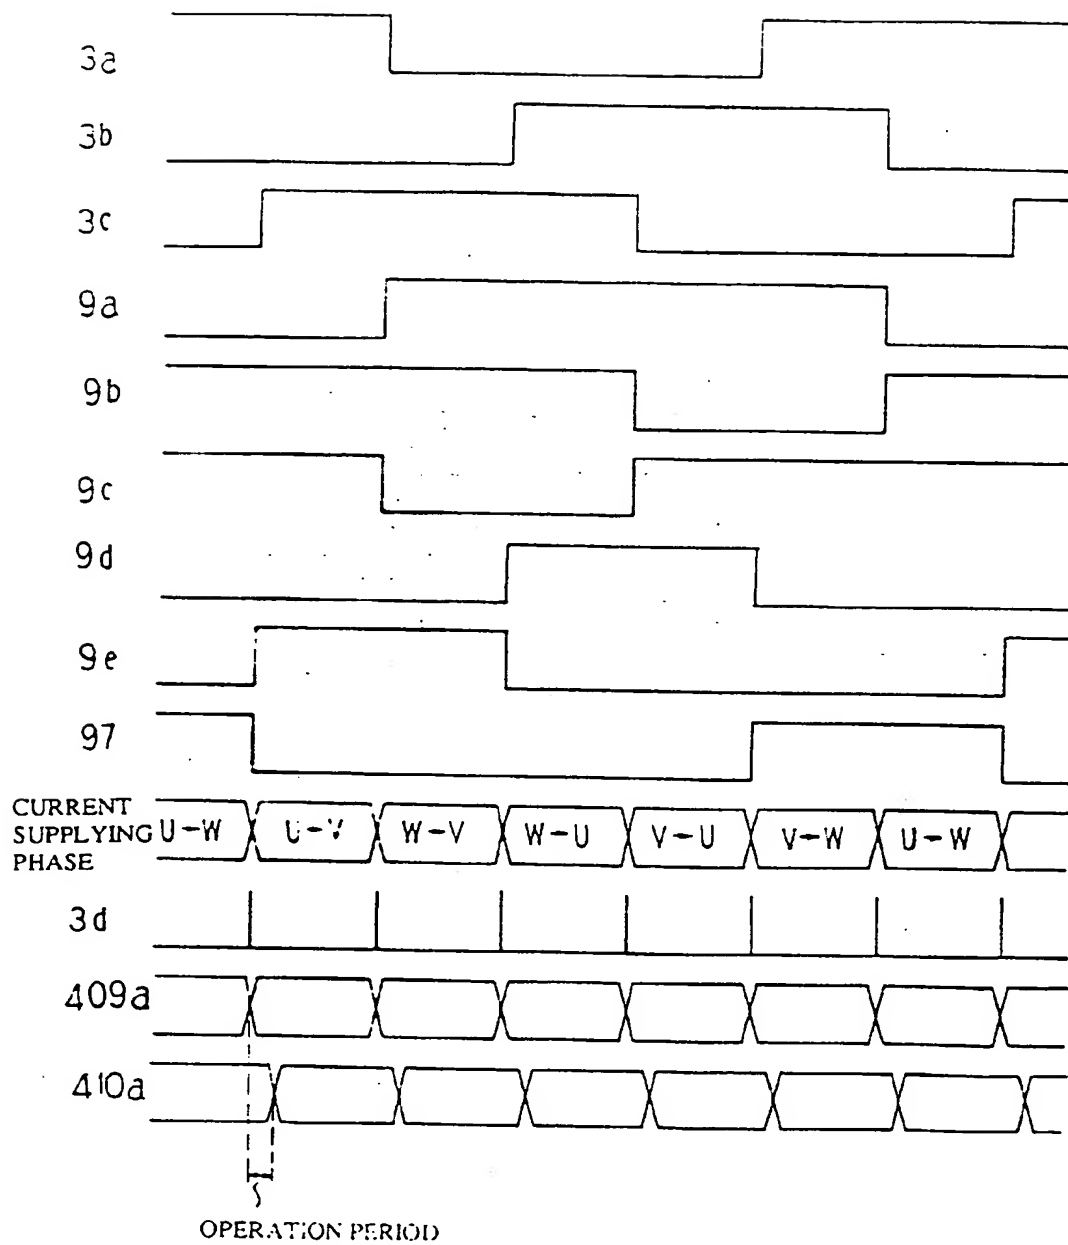 3a
3b
3c
9a
9b
9c
9d
9e
97
CURRENT
SUPPLYING
PHASE
U-W U-V W-V W-U V-U V-W U-W
3d
409a
410a
OPERATION PERIOD